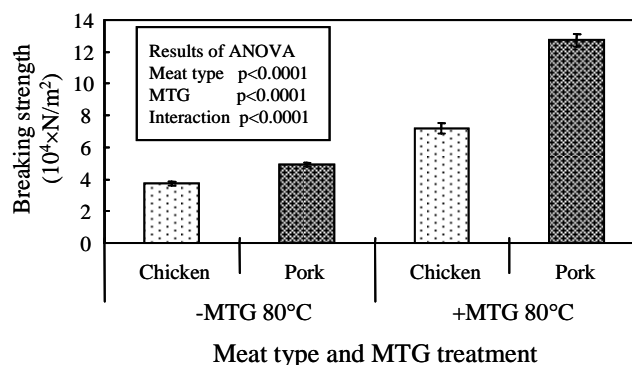 14
12
10
8
6
4
2
0
Breaking strength
(10⁴×N/m²)
Results of ANOVA
Meat type p<0.0001
MTG p<0.0001
Interaction p<0.0001
Chicken Pork Chicken Pork
-MTG 80°C +MTG 80°C
Meat type and MTG treatment